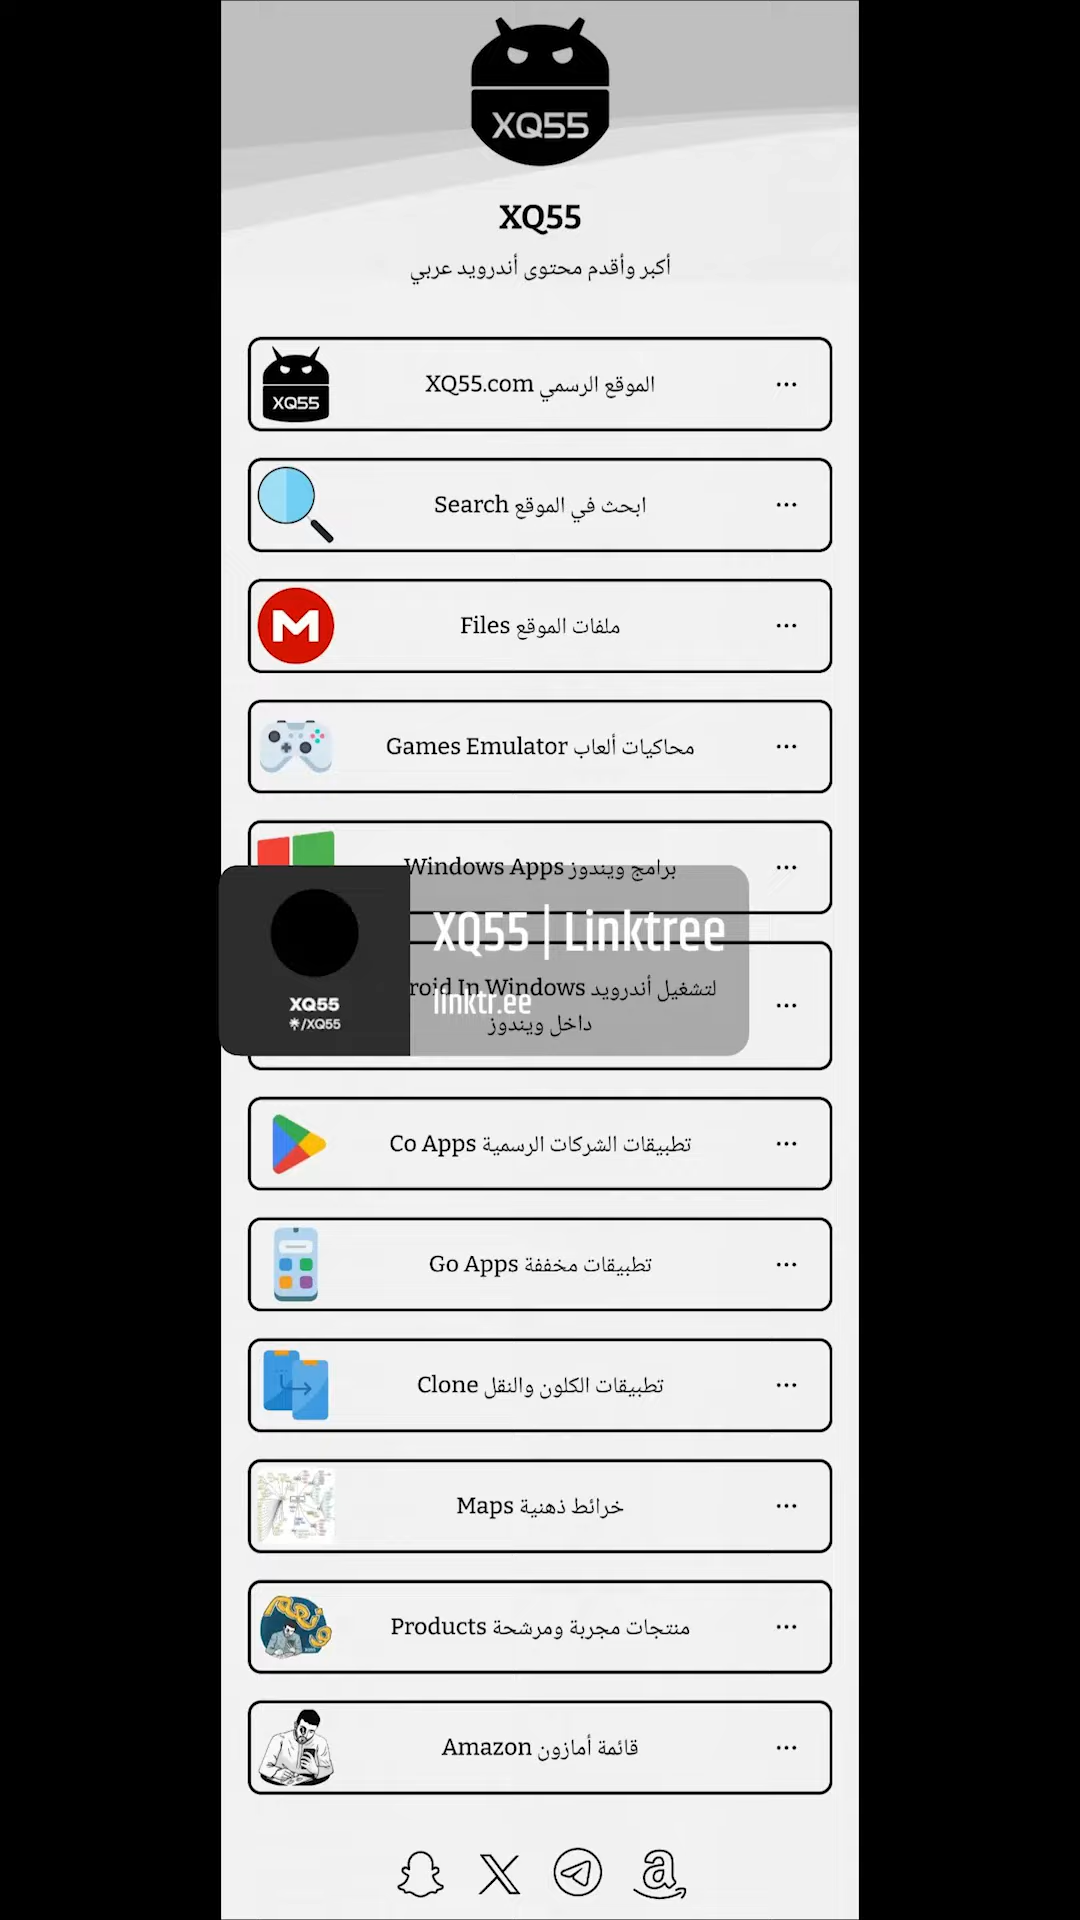 XQ55
XQ55
أكبر وأقدم محتوى أندرويد عربي
XQ55
الموقع الرسمي XQ55.com
ابحث في الموقع Search
ملفات الموقع Files
محاكيات ألعاب Games Emulator
برامج ويندوز Windows Apps
XQ55 | Linktree
linktr.ee
XQ55
/XQ55
لتشغيل أندرويد In Windows
داخل ويندوز
تطبيقات الشركات الرسمية Co Apps
تطبيقات مخففة Go Apps
تطبيقات الكلون والنقل Clone
خرائط ذهنية Maps
ونعم
منتجات مجربة ومرشحة Products
قائمة أمازون Amazon